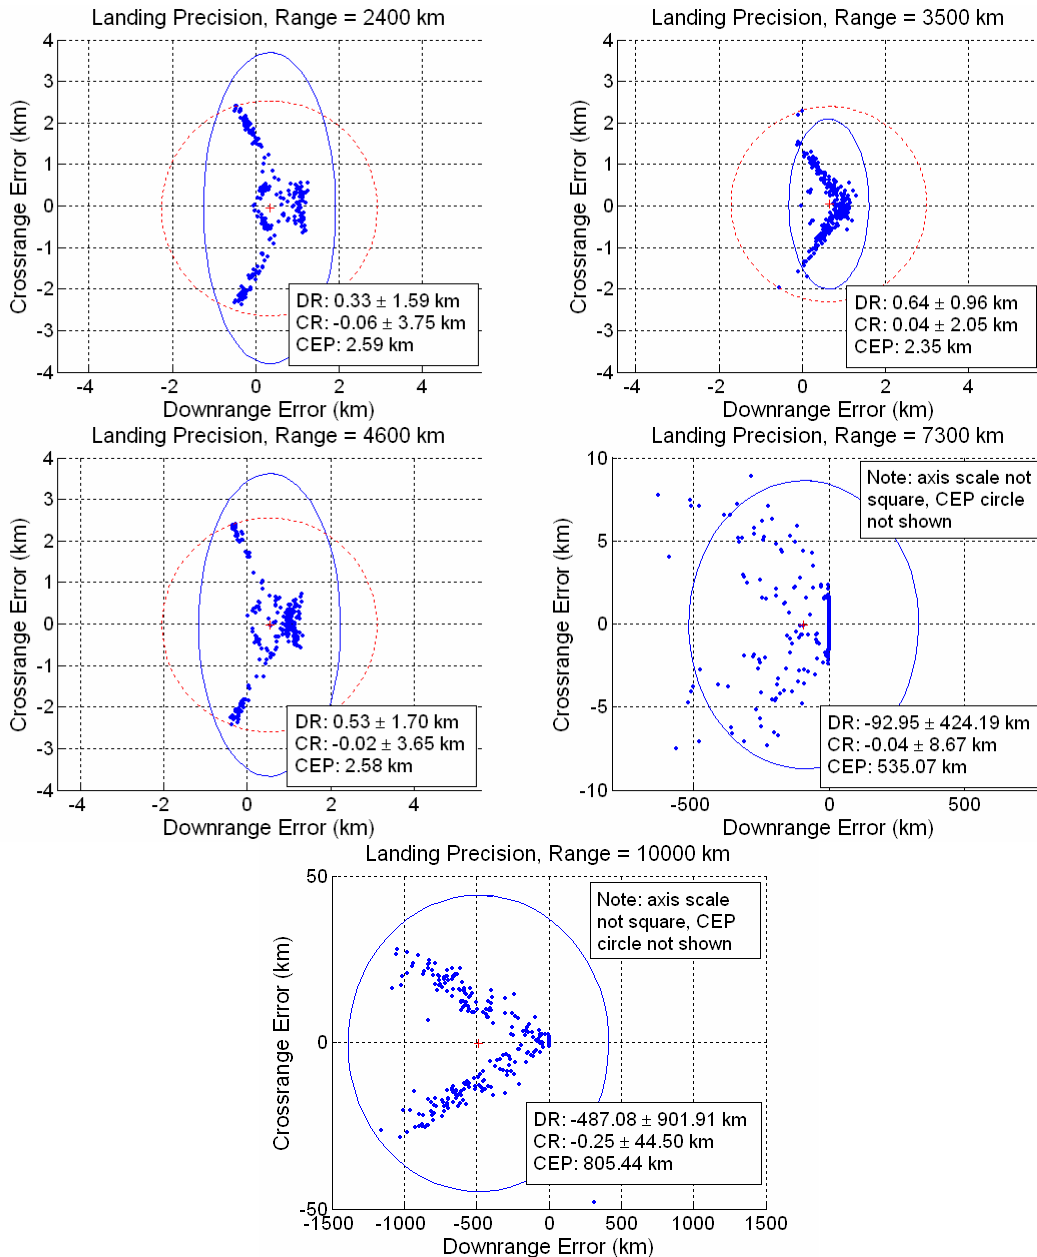 Landing Precision, Range = 2400 km
4
3
2
1
0
-1
-2
-3
-4
Crossrange Error (km)
-4
-2
0
2
4
Downrange Error (km)
DR: 0.33 ± 1.59 km
CR: -0.06 ± 3.75 km
CEP: 2.59 km
Landing Precision, Range = 3500 km
4
3
2
1
0
-1
-2
-3
-4
Crossrange Error (km)
-4
-2
0
2
4
Downrange Error (km)
DR: 0.64 ± 0.96 km
CR: 0.04 ± 2.05 km
CEP: 2.35 km
Landing Precision, Range = 4600 km
4
3
2
1
0
-1
-2
-3
-4
Crossrange Error (km)
-4
-2
0
2
4
Downrange Error (km)
DR: 0.53 ± 1.70 km
CR: -0.02 ± 3.65 km
CEP: 2.58 km
Landing Precision, Range = 7300 km
10
5
0
-5
-10
Crossrange Error (km)
-500
0
500
Downrange Error (km)
Note: axis scale not
square, CEP circle
not shown
DR: -92.95 ± 424.19 km
CR: -0.04 ± 8.67 km
CEP: 535.07 km
Landing Precision, Range = 10000 km
50
0
-50
Crossrange Error (km)
-1500
-1000
-500
0
500
1000
1500
Downrange Error (km)
Note: axis scale
not square, CEP
circle not shown
DR: -487.08 ± 901.91 km
CR: -0.25 ± 44.50 km
CEP: 805.44 km